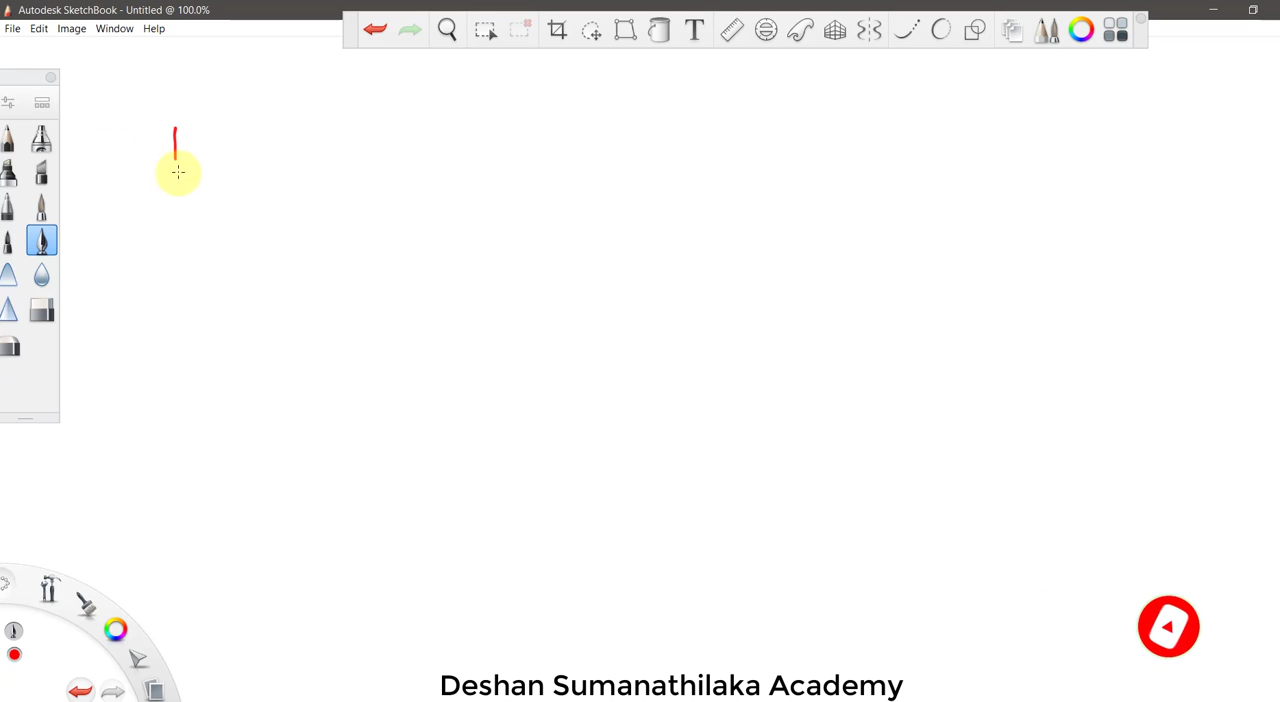 Autodesk SketchBook - Untitled @ 100.0%
File Edit Image Window Help
T
Deshan Sumanathilaka Academy